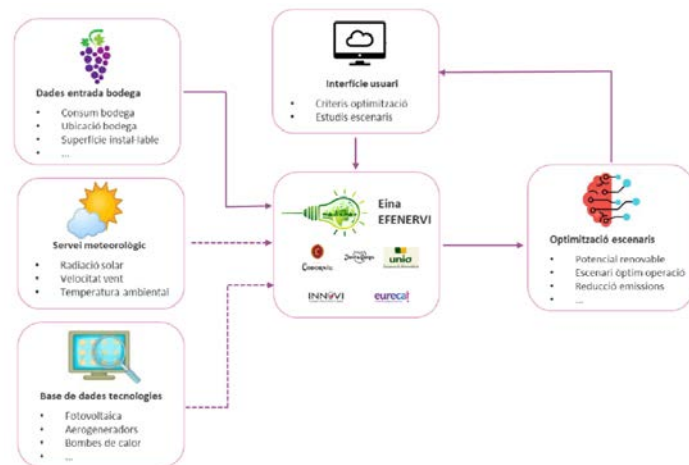 Dades entrada bodega
• Consum bodega
• Ubicació bodega
• Superfície instal·lable
• ...
Servei meteorològic
• Radiació solar
• Velocitat vent
• Temperatura ambiental
Base de dades tecnologies
• Fotovoltaica
• Aerogeneradors
• Bombes de calor
• ...
Interfície usuari
• Criteris optimització
• Estudis escenaris
Eina
EFENERVI
unió
INNOVI
eurecat
Optimització escenaris
• Potencial renovable
• Escenari òptim operació
• Reducció emissions
• ...